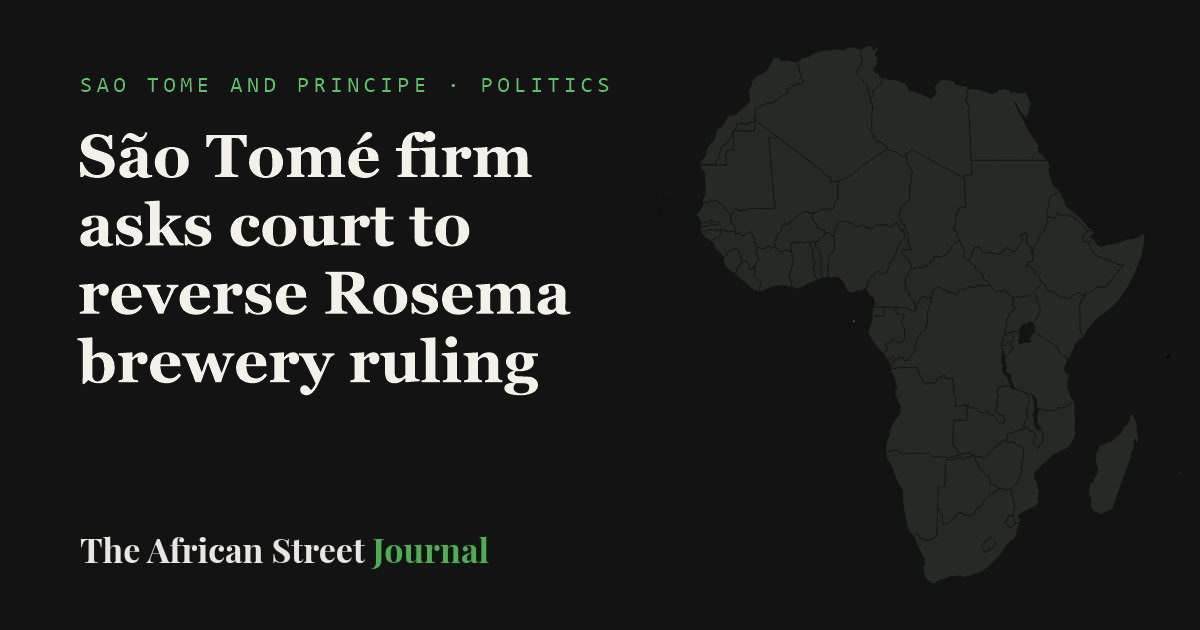 SAO TOME AND PRINCIPE · POLITICS
São Tomé firm
asks court to
reverse Rosema
brewery ruling
The African Street Journal